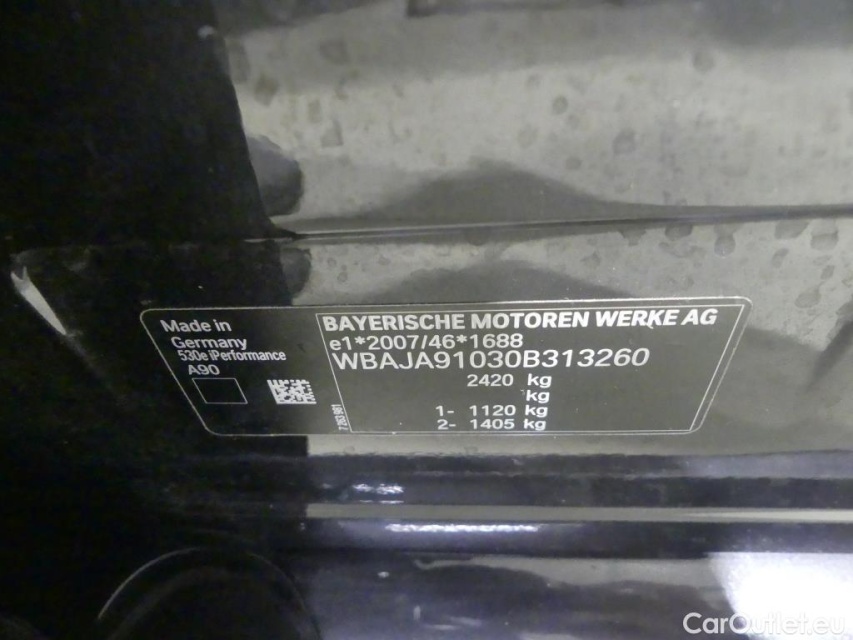 Made in
Germany
530e iPerformance
A90
BAYERISCHE MOTOREN WERKE AG
e1*2007/46*1688
WBAJA91030B313260
2420 kg
kg
1- 1120 kg
2- 1405 kg
CarOutlet.eu